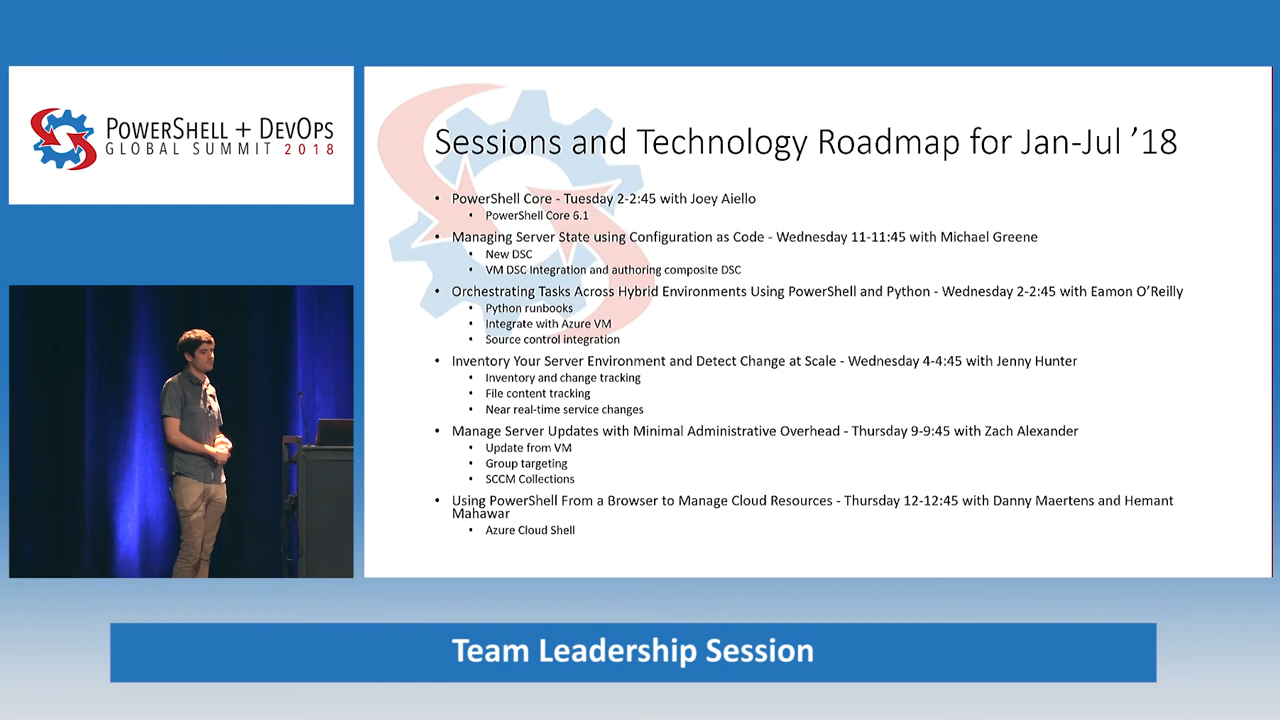 POWERSHELL + DEVOPS
GLOBAL SUMMIT 2018
Sessions and Technology Roadmap for Jan-Jul ’18
• PowerShell Core - Tuesday 2-2:45 with Joey Aiello
• PowerShell Core 6.1
• Managing Server State using Configuration as Code - Wednesday 11-11:45 with Michael Greene
• New DSC
• VM DSC Integration and authoring composite DSC
• Orchestrating Tasks Across Hybrid Environments Using PowerShell and Python - Wednesday 2-2:45 with Eamon O’Reilly
• Python runbooks
• Integrate with Azure VM
• Source control integration
• Inventory Your Server Environment and Detect Change at Scale - Wednesday 4-4:45 with Jenny Hunter
• Inventory and change tracking
• File content tracking
• Near real-time service changes
• Manage Server Updates with Minimal Administrative Overhead - Thursday 9-9:45 with Zach Alexander
• Update from VM
• Group targeting
• SCCM Collections
• Using PowerShell From a Browser to Manage Cloud Resources - Thursday 12-12:45 with Danny Maertens and Hemant
Mahawar
• Azure Cloud Shell
Team Leadership Session